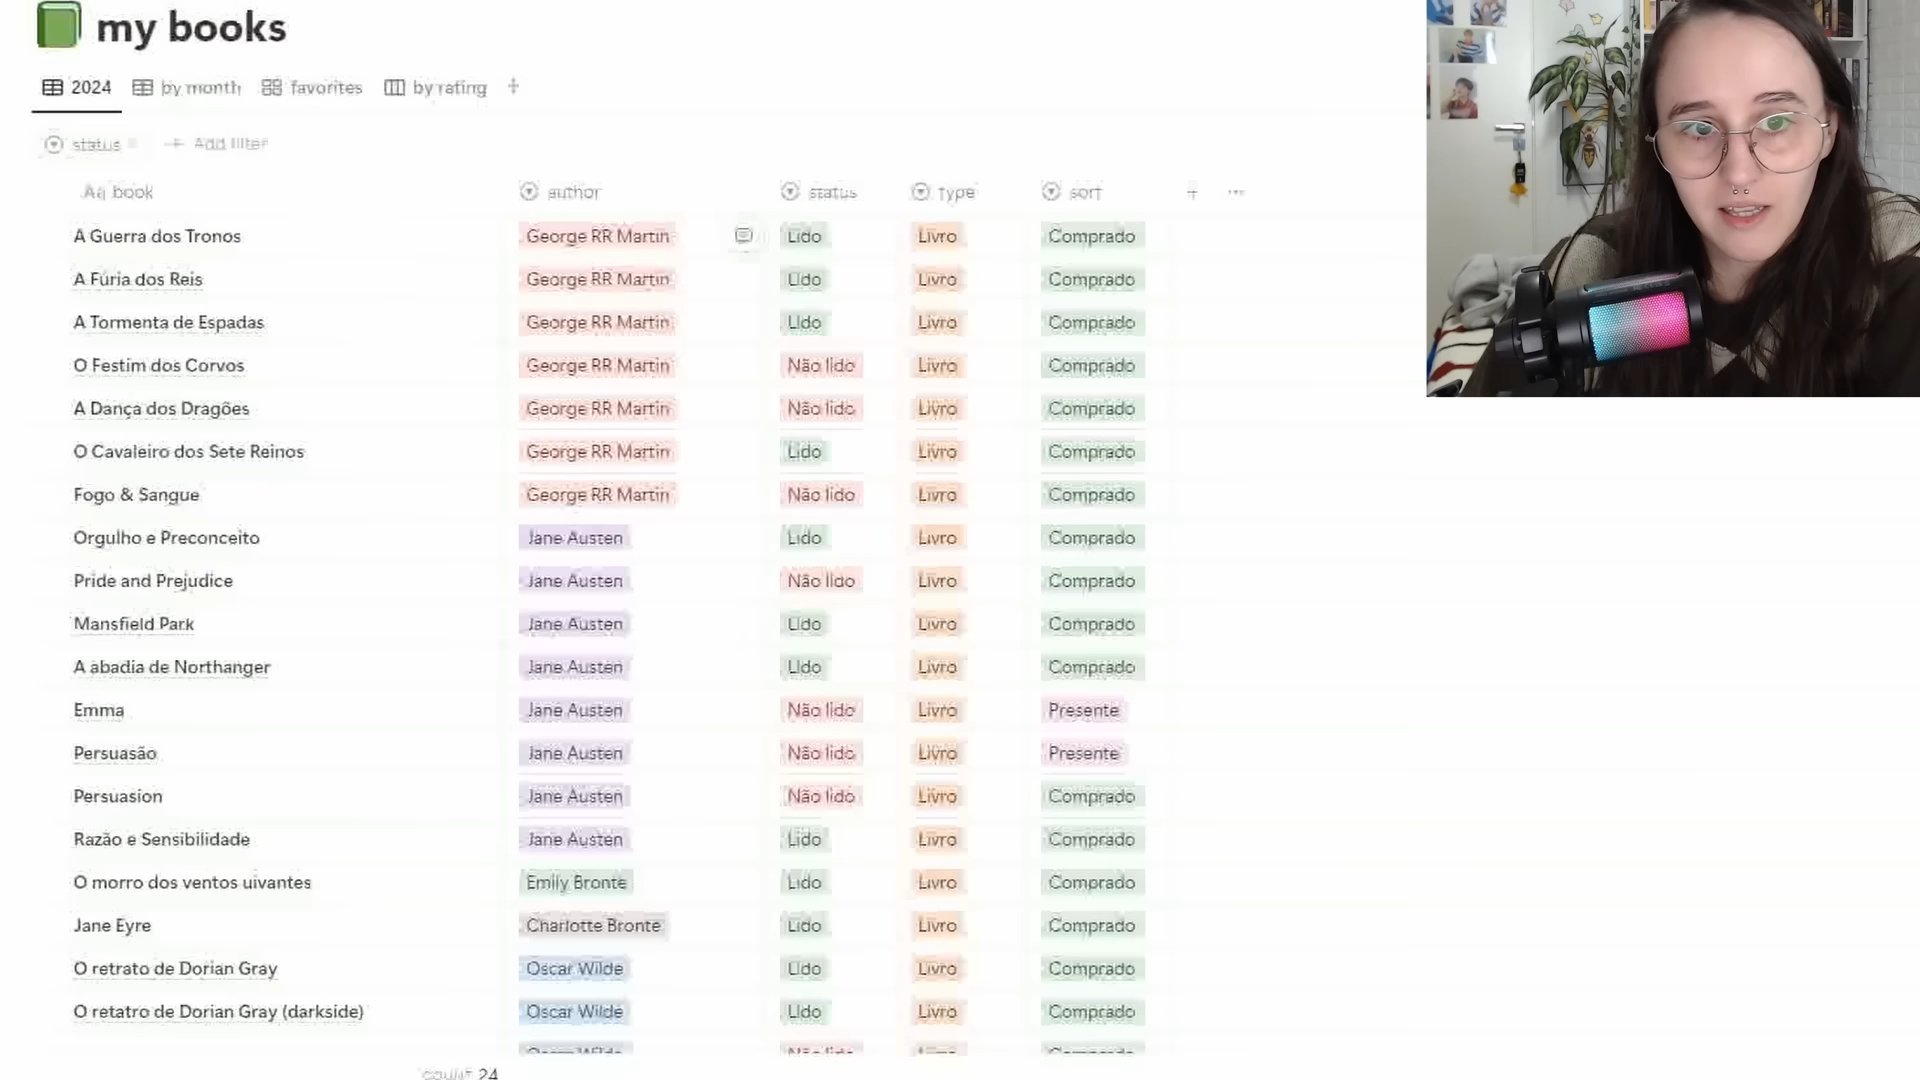 my books
2024 by month favorites by rating +
status + Add filter
Aa book author status type sort + ...
A Guerra dos Tronos George RR Martin Lido Livro Comprado
A Fúria dos Reis George RR Martin Lido Livro Comprado
A Tormenta de Espadas George RR Martin Lido Livro Comprado
O Festim dos Corvos George RR Martin Não lido Livro Comprado
A Dança dos Dragões George RR Martin Não lido Livro Comprado
O Cavaleiro dos Sete Reinos George RR Martin Lido Livro Comprado
Fogo & Sangue George RR Martin Não lido Livro Comprado
Orgulho e Preconceito Jane Austen Lido Livro Comprado
Pride and Prejudice Jane Austen Não lido Livro Comprado
Mansfield Park Jane Austen Lido Livro Comprado
A abadia de Northanger Jane Austen Lido Livro Comprado
Emma Jane Austen Não lido Livro Presente
Persuasão Jane Austen Não lido Livro Presente
Persuasion Jane Austen Não lido Livro Comprado
Razão e Sensibilidade Jane Austen Lido Livro Comprado
O morro dos ventos uivantes Emily Bronte Lido Livro Comprado
Jane Eyre Charlotte Bronte Lido Livro Comprado
O retrato de Dorian Gray Oscar Wilde Lido Livro Comprado
O retatro de Dorian Gray (darkside) Oscar Wilde Lido Livro Comprado
COUNT 24